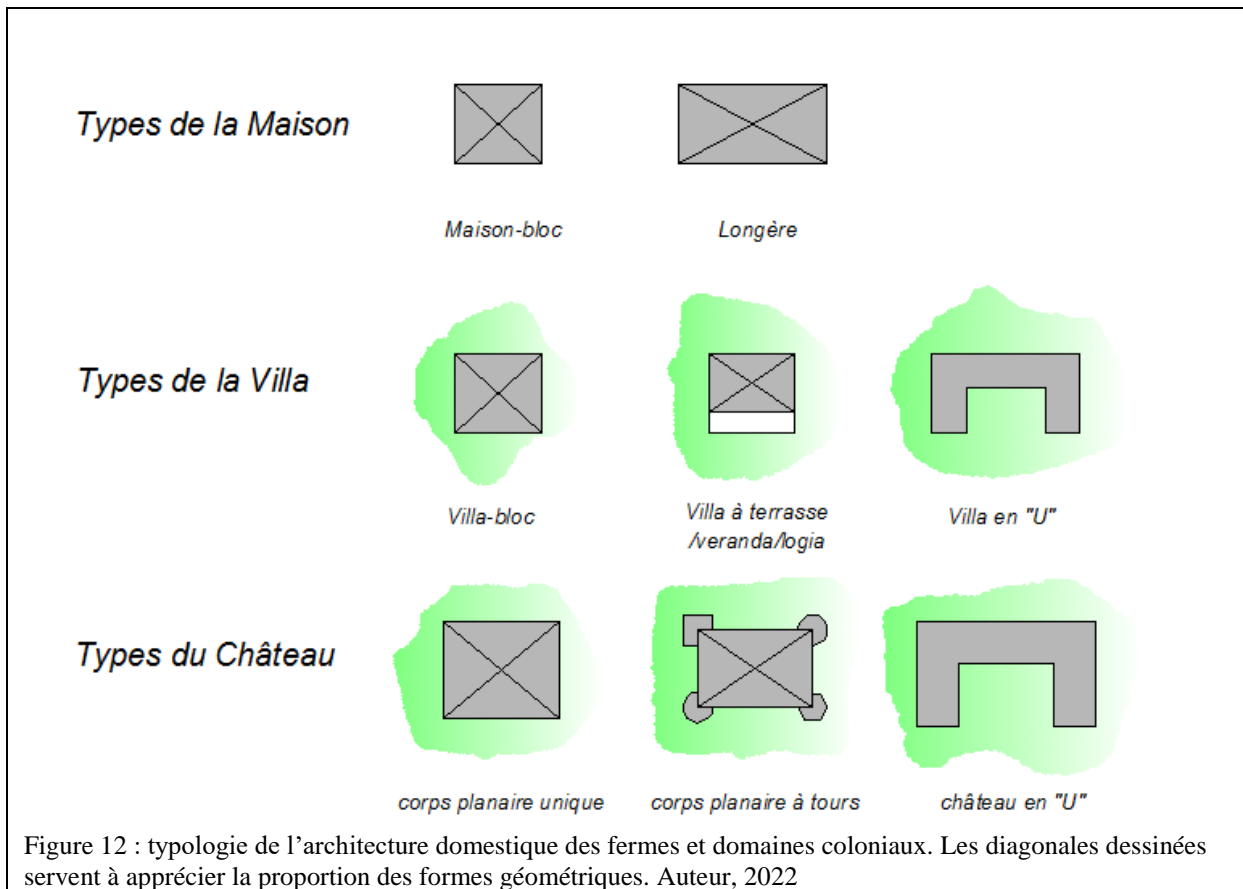 Types de la Maison
Maison-bloc
Longère
Types de la Villa
Villa-bloc
Villa à terrasse
/veranda/logia
Villa en "U"
Types du Château
corps planaire unique
corps planaire à tours
château en "U"
Figure 12 : typologie de l’architecture domestique des fermes et domaines coloniaux. Les diagonales dessinées
servent à apprécier la proportion des formes géométriques. Auteur, 2022